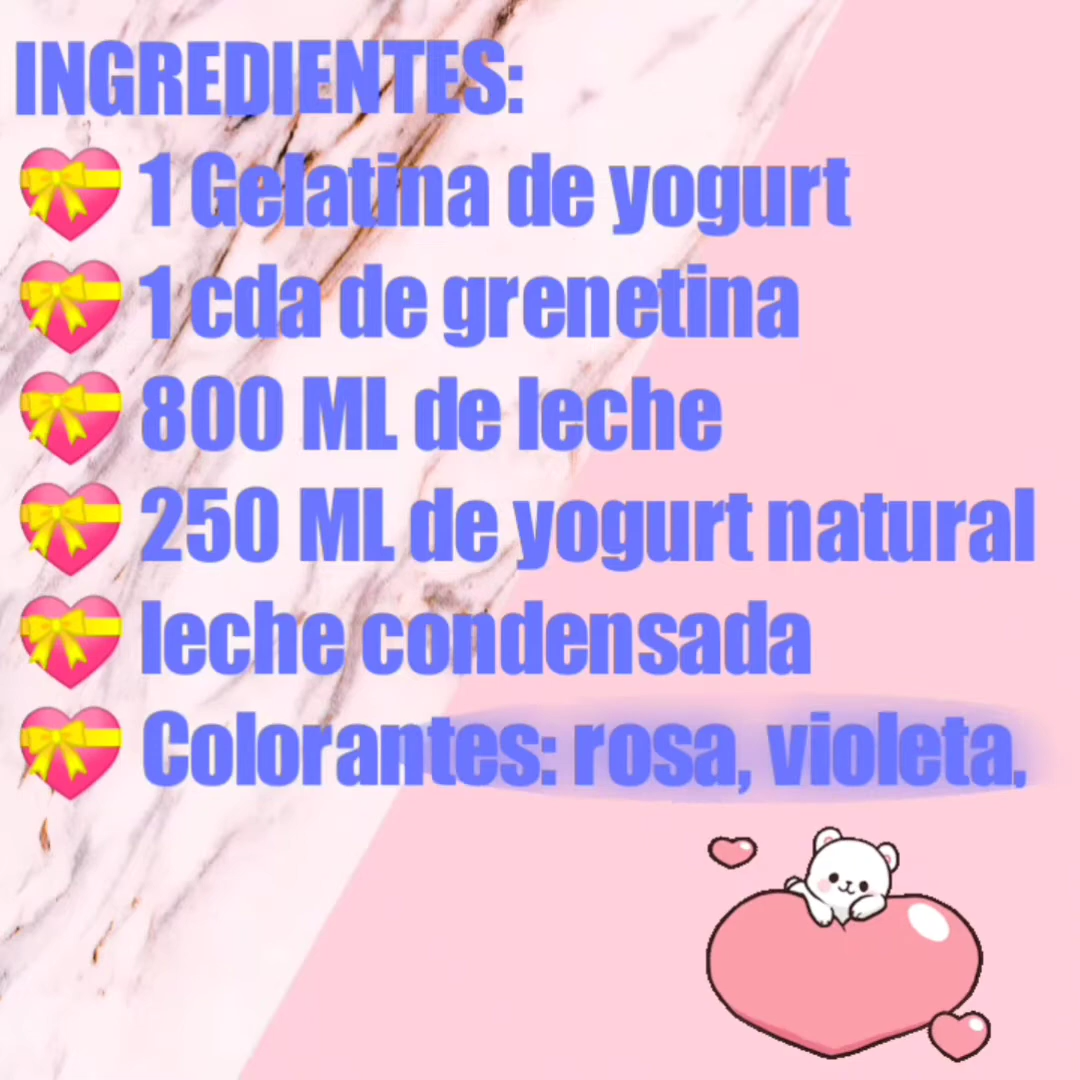 INGREDIENTES:
💝 1 Gelatina de yogurt
💝 1 cda de grenetina
💝 800 ML de leche
💝 250 ML de yogurt natural
💝 leche condensada
💝 Colorantes: rosa, violeta,